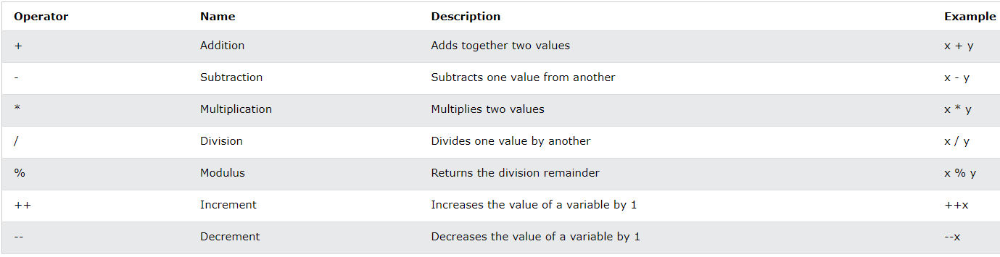 Operator Name Description Example
+ Addition Adds together two values x + y
- Subtraction Subtracts one value from another x - y
* Multiplication Multiplies two values x * y
/ Division Divides one value by another x / y
% Modulus Returns the division remainder x % y
++ Increment Increases the value of a variable by 1 ++x
-- Decrement Decreases the value of a variable by 1 --x